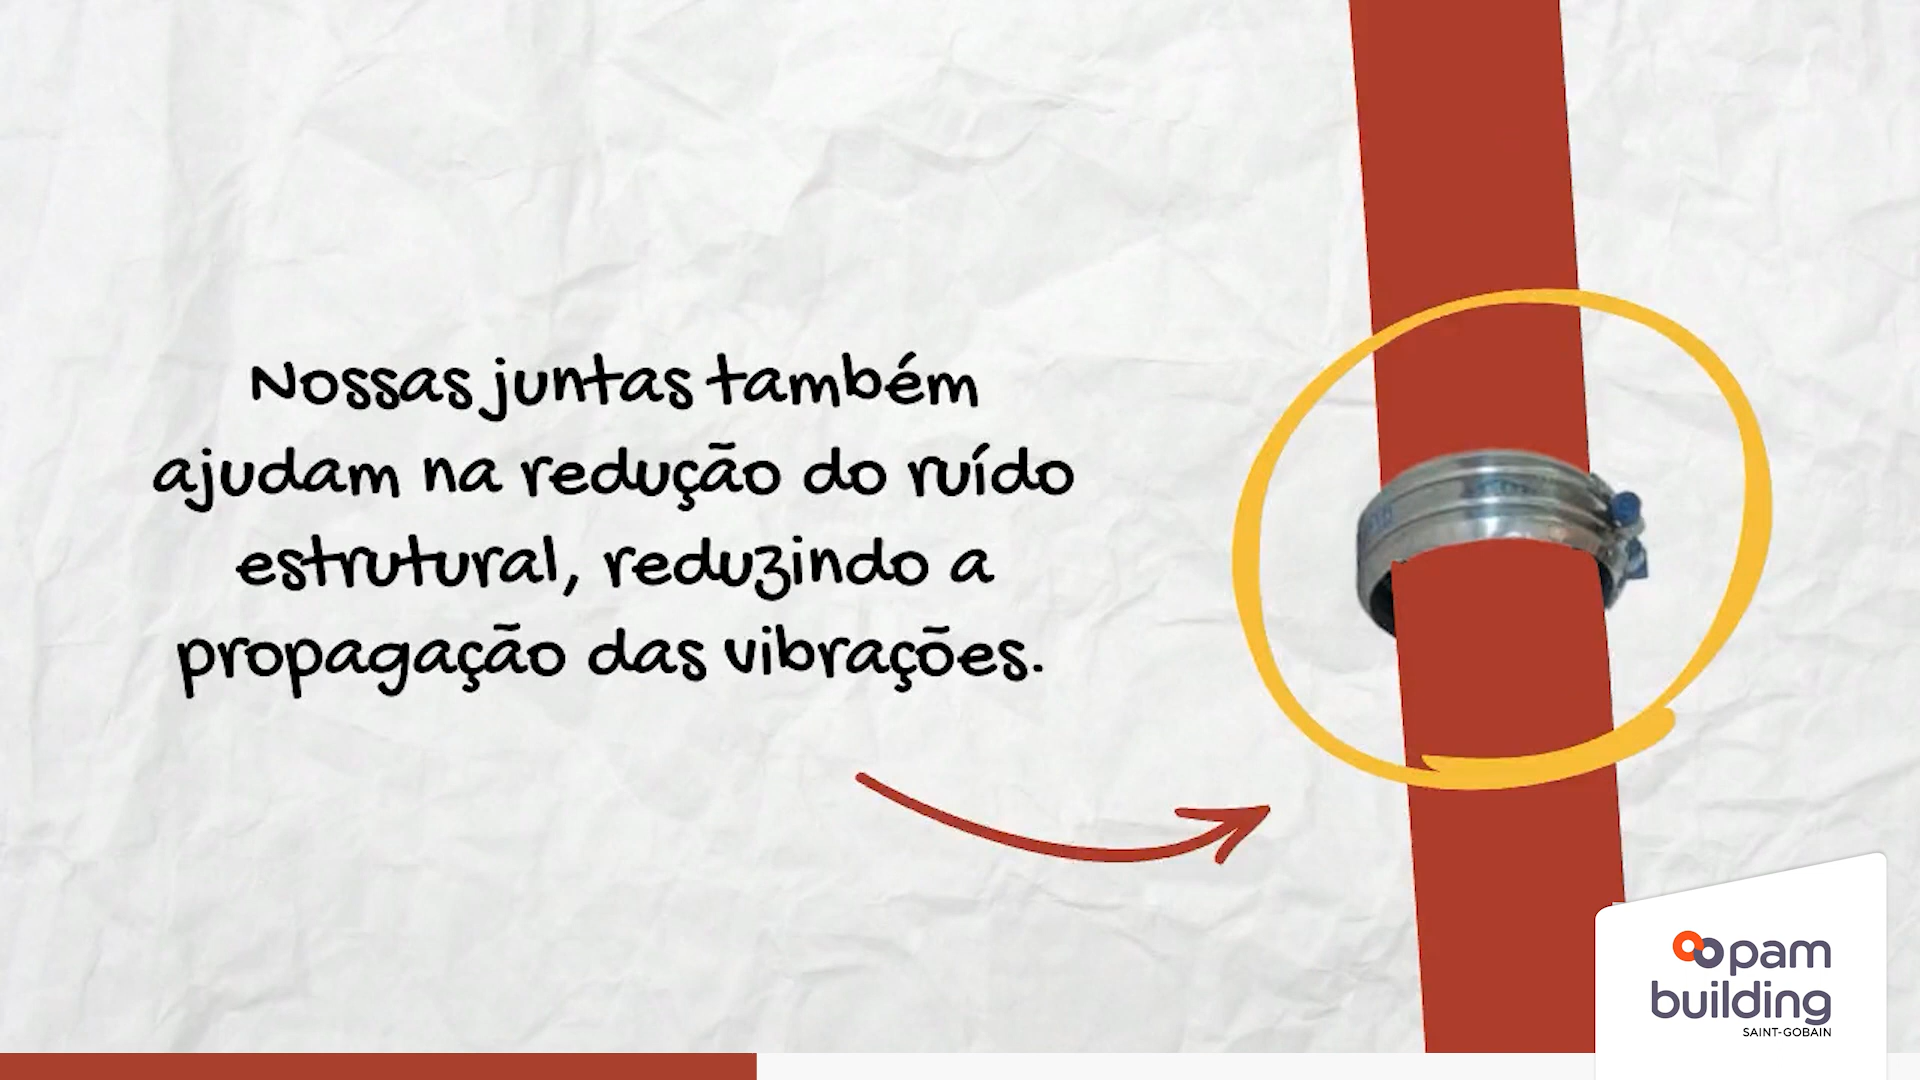 Nossas juntas também
ajudam na redução do ruído
estrutural, reduzindo a
propagação das vibrações.
pam
building
SAINT-GOBAIN